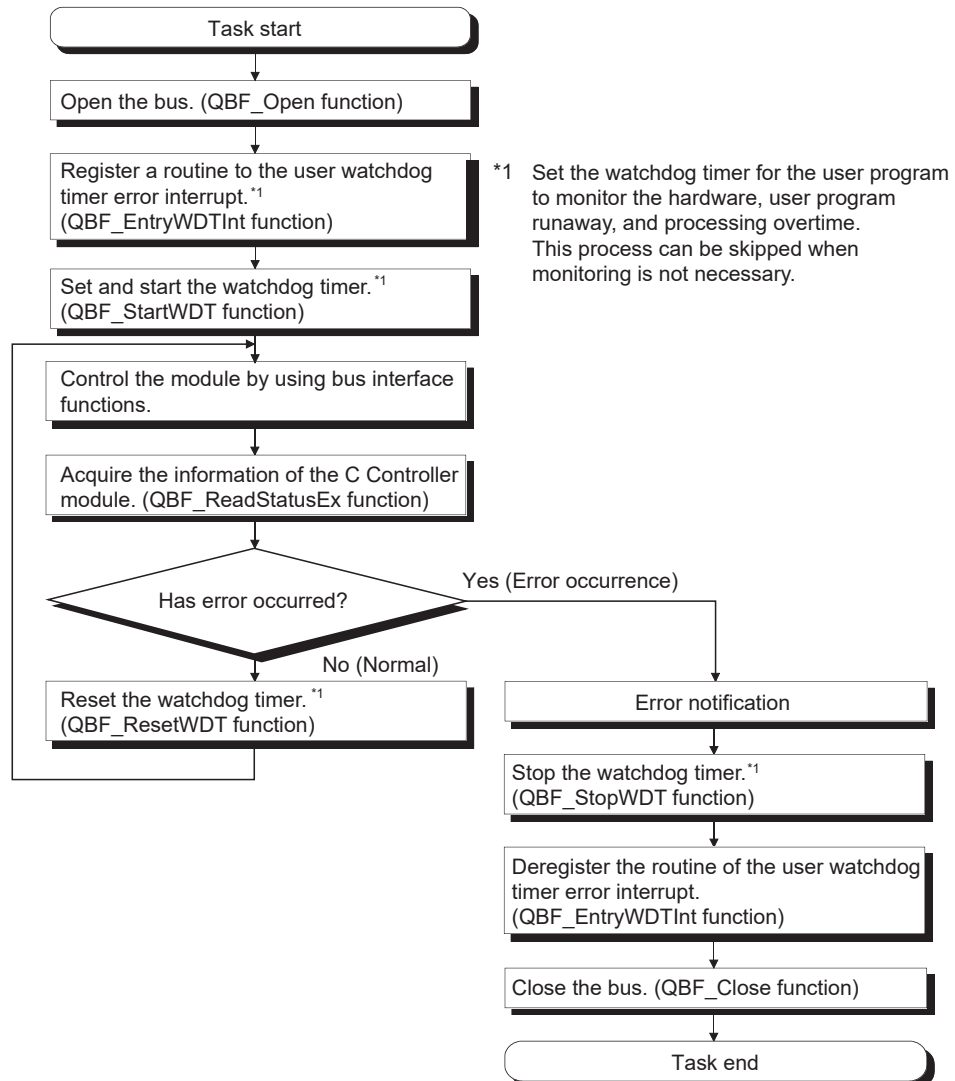 Task start
Open the bus. (QBF_Open function)
Register a routine to the user watchdog
timer error interrupt.*1
(QBF_EntryWDTInt function)
*1 Set the watchdog timer for the user program
to monitor the hardware, user program
runaway, and processing overtime.
This process can be skipped when
monitoring is not necessary.
Set and start the watchdog timer.*1
(QBF_StartWDT function)
Control the module by using bus interface
functions.
Acquire the information of the C Controller
module. (QBF_ReadStatusEx function)
Has error occurred?
Yes (Error occurrence)
No (Normal)
Reset the watchdog timer. *1
(QBF_ResetWDT function)
Error notification
Stop the watchdog timer.*1
(QBF_StopWDT function)
Deregister the routine of the user watchdog
timer error interrupt.
(QBF_EntryWDTInt function)
Close the bus. (QBF_Close function)
Task end